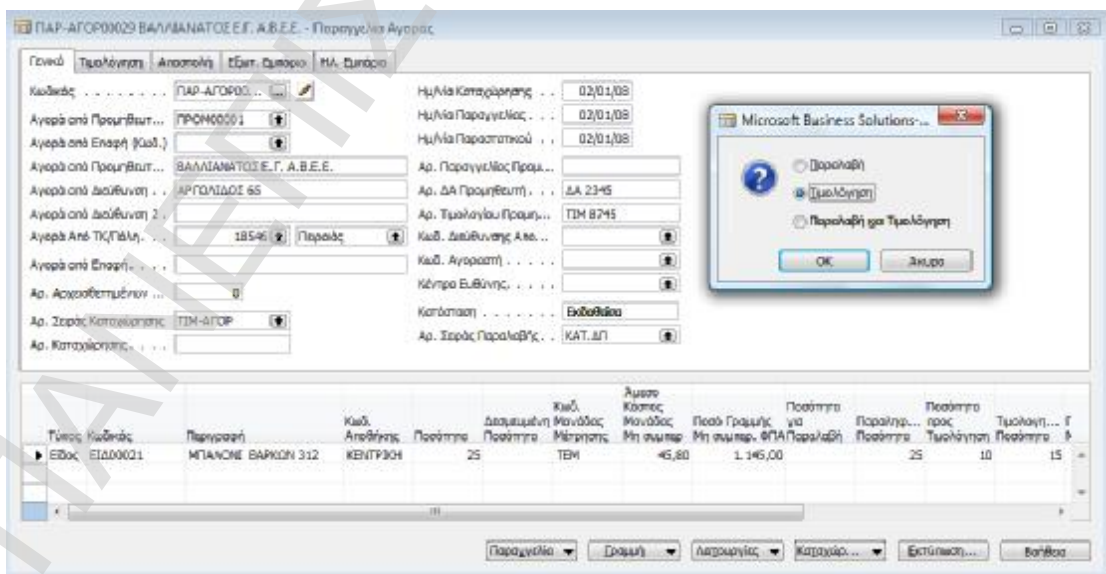 ΠΑΡ-ΑΓΟΡ00029 ΒΑΛΛΙΑΝΑΤΟΣ Ε.Γ. Α.Β.Ε.Ε. - Παραγγελία Αγοράς
Γενικό Τιμολόγηση Αποστολή Εξωτ. Εμπόριο Ηλ. Εμπόριο
Κωδικός . . . . . . . . ΠΑΡ-ΑΓΟΡ00...
Αγορά από Προμηθευτ... ΠΡΟΜ00001
Αγορά από Επαφή (Κωδ.)
Αγορά από Προμηθευτ... ΒΑΛΛΙΑΝΑΤΟΣ Ε.Γ. Α.Β.Ε.Ε.
Αγορά από Διεύθυνση . . ΑΡΓΟΛΙΔΟΣ 65
Αγορά από Διεύθυνση 2 .
Αγορά Από ΤΚ/Πόλη. . . 18546 Πειραιάς
Αγορά από Επαφή. . . . .
Αρ. Αρχειοθετημένων ... 0
Αρ. Σειράς Καταχώρησης ΤΙΜ-ΑΓΟΡ
Αρ. Καταχώρησης. . . . .
Ημ/νία Καταχώρησης . . 02/01/08
Ημ/νία Παραγγελίας . . . 02/01/08
Ημ/νία Παραστατικού . . 02/01/08
Αρ. Παραγγελίας Προμ...
Αρ. ΔΑ Προμηθευτή . . . ΔΑ 2345
Αρ. Τιμολογίου Προμη... ΤΙΜ 8745
Κωδ. Διεύθυνσης Απο...
Κωδ. Αγοραστή . . . . .
Κέντρο Ευθύνης. . . . .
Κατάσταση . . . . . . . Εκδοθείσα
Αρ. Σειράς Παραλαβής . . ΚΑΤ.ΔΠ
Microsoft Business Solutions-...
Παραλαβή
Τιμολόγηση
Παραλαβή και Τιμολόγηση
OK Άκυρο
Τύπος Κωδικός Περιγραφή Κωδ. Αποθήκης Ποσότητα Δεσμευμένη Ποσότητα Κωδ. Μονάδας Μέτρησης Άμεσο Κόστος Μονάδας Μη συμπερ Ποσό Γραμμής Μη συμπερ. ΦΠΑ Ποσότητα για Παραλαβή Παραληφ... Ποσότητα Ποσότητα προς Τιμολόγηση Τιμολογη... Ποσότητα
Είδος ΕΙΔ00021 ΜΠΑΛΟΝΕ ΒΑΡΚΩΝ 312 ΚΕΝΤΡΙΚΗ 25 ΤΕΜ 45,80 1.145,00 25 10 15
Παραγγελία Γραμμή Λειτουργίες Καταχώρ... Εκτύπωση... Βοήθεια